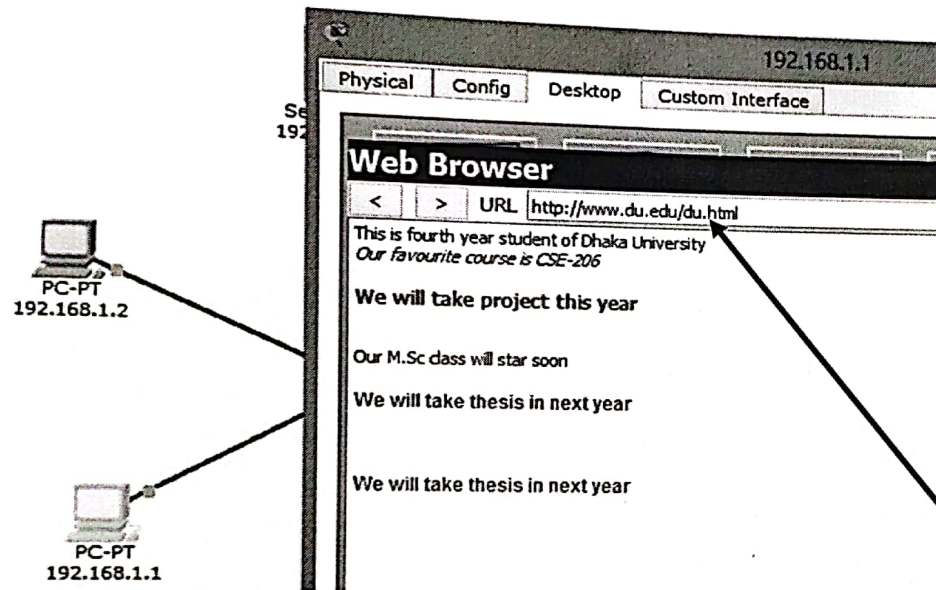 192.168.1.1
Physical Config Desktop Custom Interface
Se
192
Web Browser
< > URL http://www.du.edu/du.html
This is fourth year student of Dhaka University
Our favourite course is CSE-206
We will take project this year
Our M.Sc class will star soon
We will take thesis in next year
We will take thesis in next year
PC-PT
192.168.1.2
PC-PT
192.168.1.1